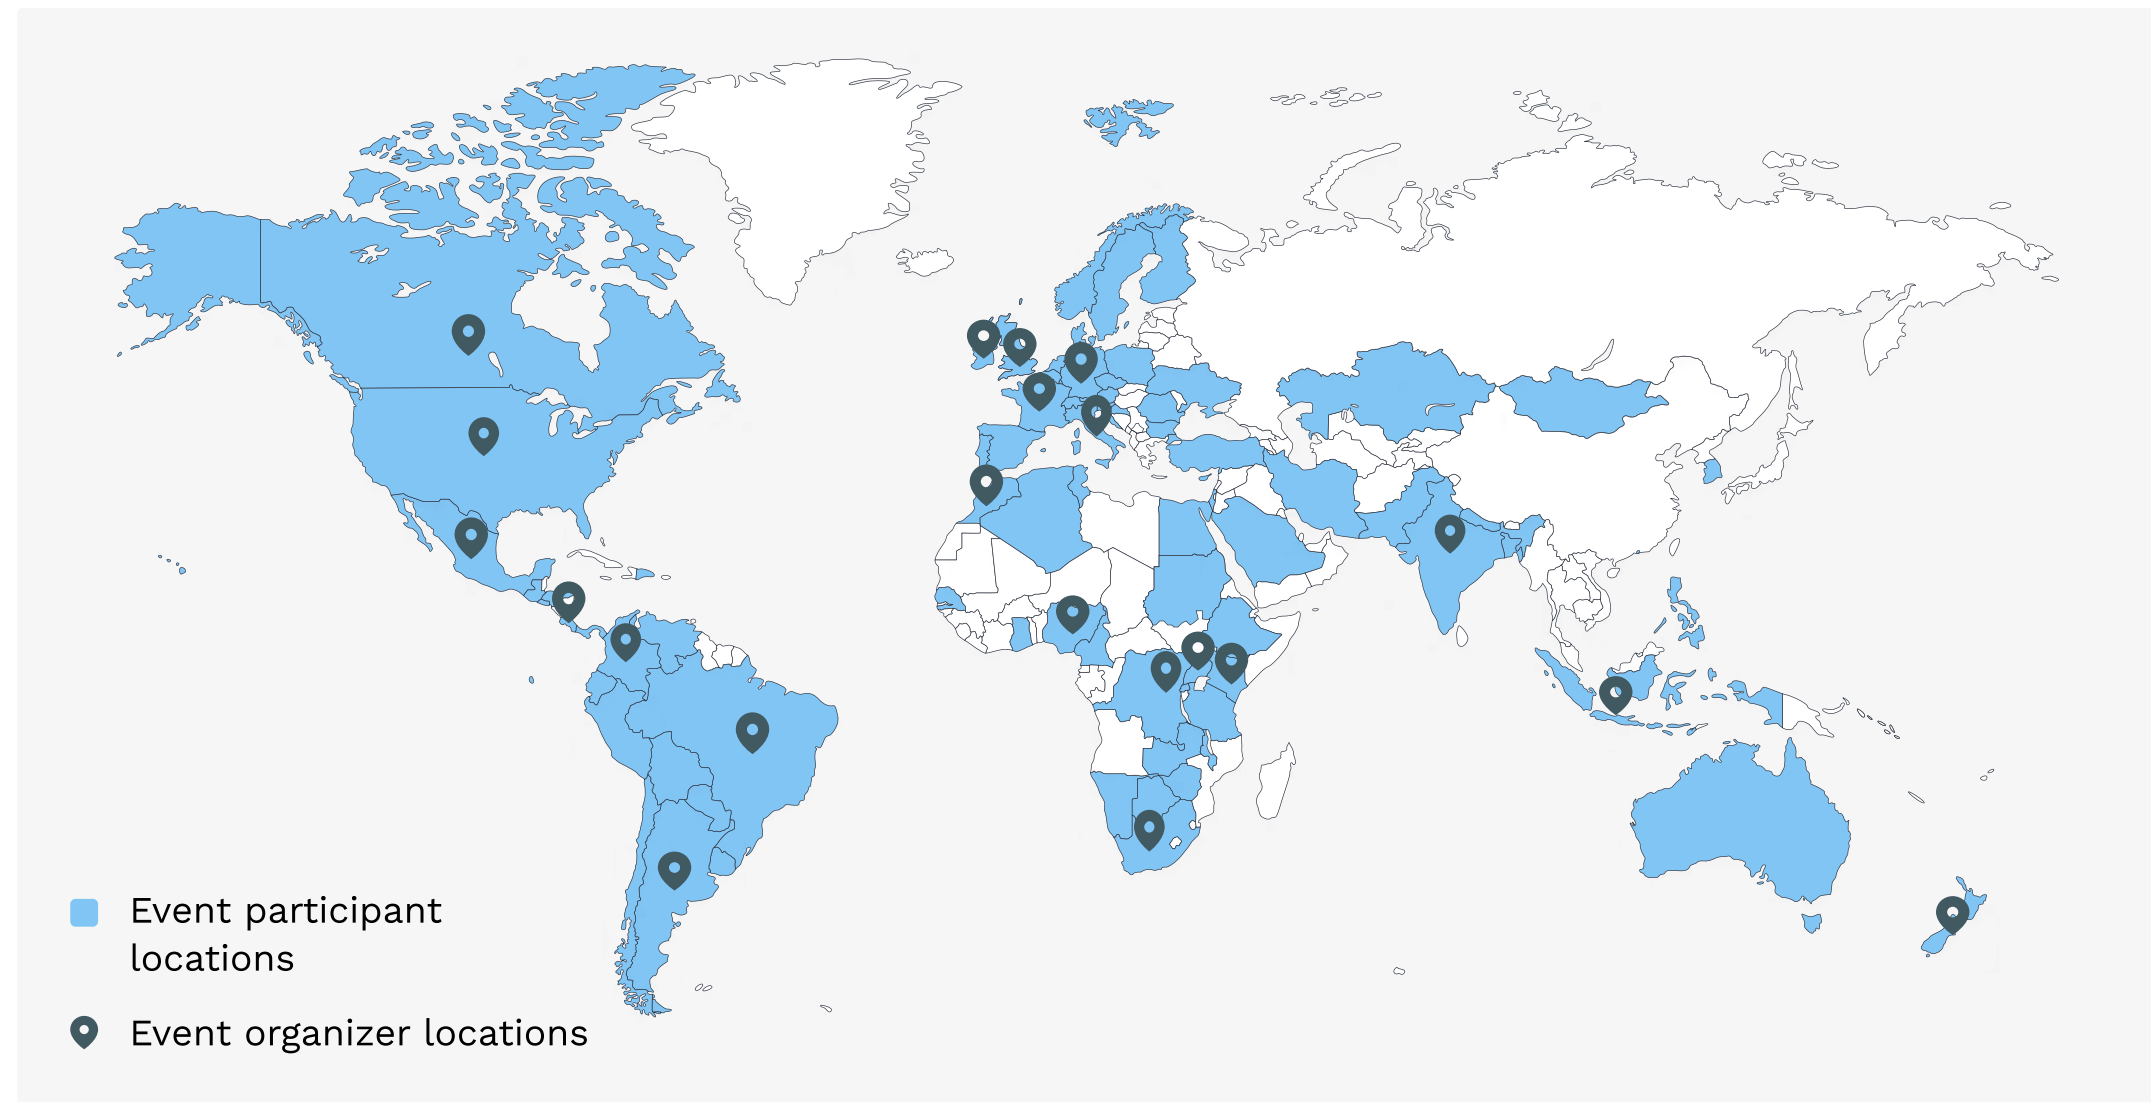 Event participant
locations
Event organizer locations